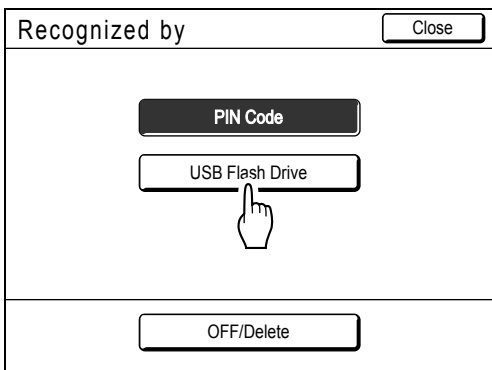 Recognized by
Close
PIN Code
USB Flash Drive
OFF/Delete